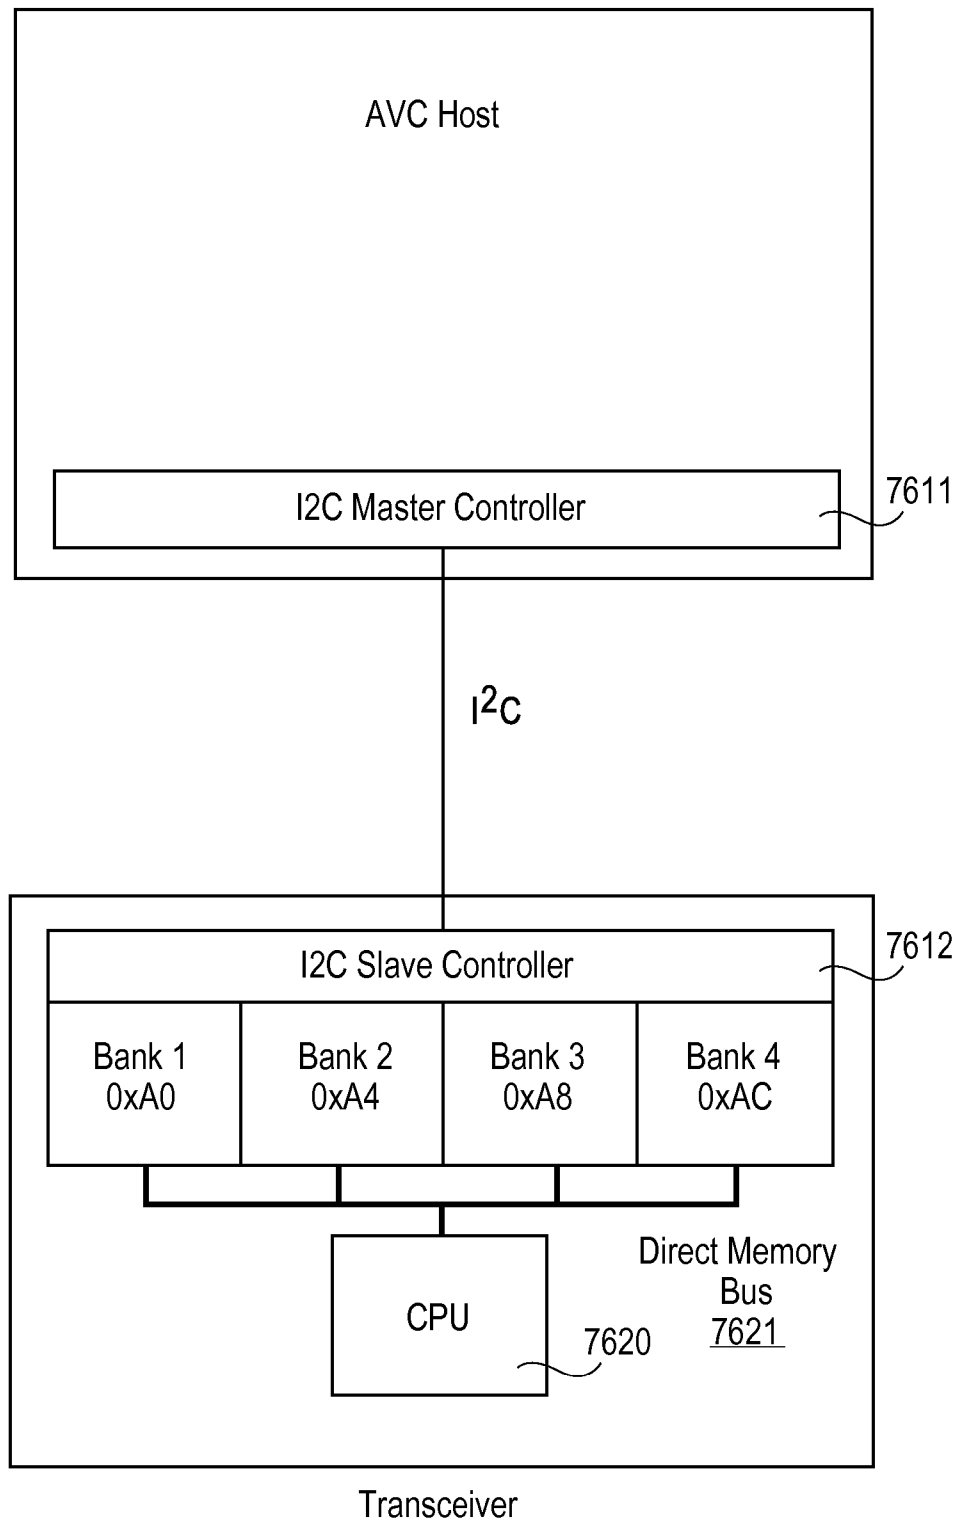 AVC Host
I2C Master Controller
7611
I²C
7612
I2C Slave Controller
Bank 1
0xA0
Bank 2
0xA4
Bank 3
0xA8
Bank 4
0xAC
Direct Memory
Bus
7621
CPU
7620
Transceiver